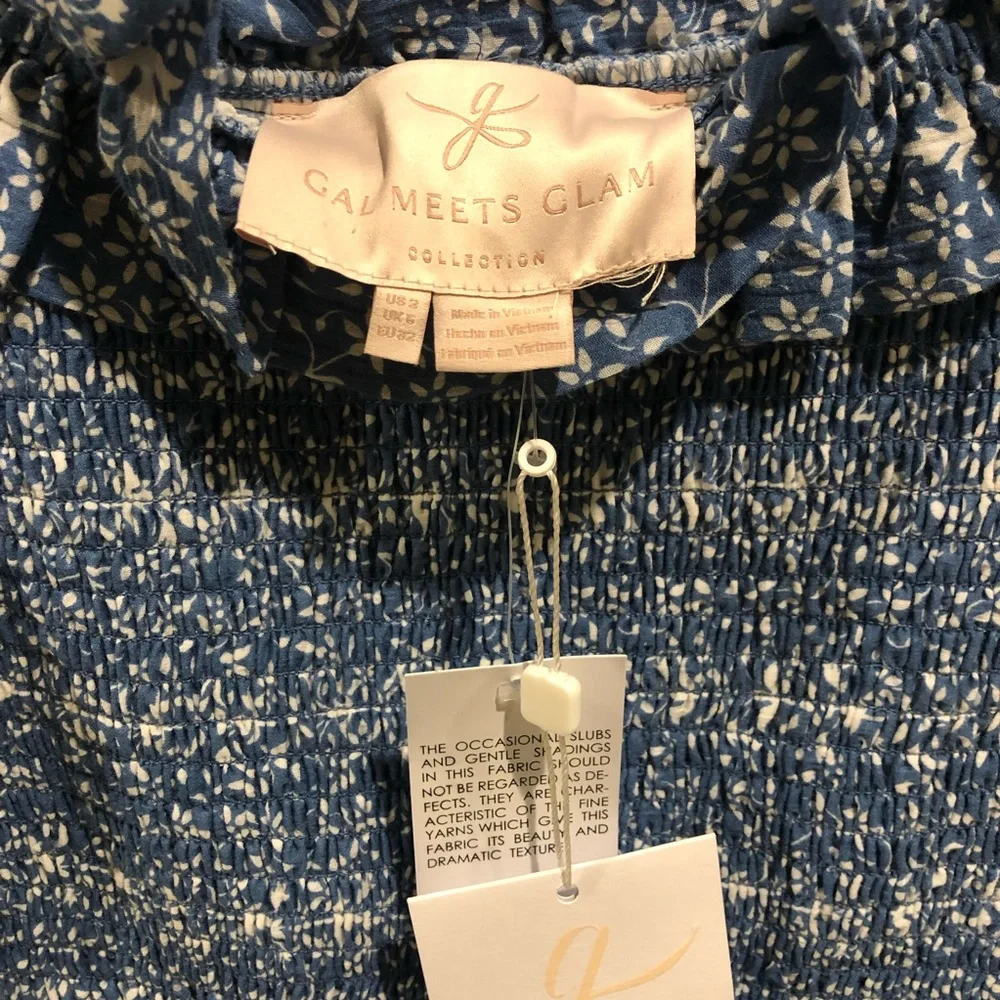 g
GAL MEETS GLAM
COLLECTION
US 2
UK 6
EU 32
Made in Vietnam
Hecho en Vietnam
Fabriqué en Vietnam
THE OCCASIONAL SLUBS
AND GENTLE SHADINGS
IN THIS FABRIC SHOULD
NOT BE REGARDED AS DE-
FECTS. THEY ARE CHAR-
ACTERISTIC OF THE FINE
YARNS WHICH GIVE THIS
FABRIC ITS BEAUTY AND
DRAMATIC TEXTURE.
g